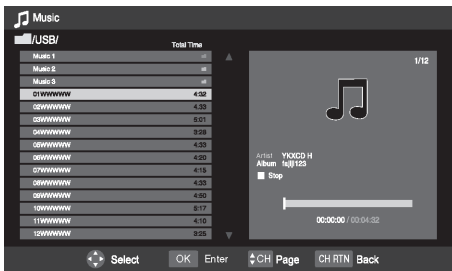 Music
/USB/
Total Time
Music 1
Music 2
Music 3
01WWWWW 4:32
02WWWWW 4.33
03WWWWW 5:01
04WWWWW 3:28
05WWWWW 4:33
06WWWWW 4:20
07WWWWW 4:15
08WWWWW 4:33
09WWWWW 4:50
10WWWWW 5:17
11WWWWW 4:10
12WWWWW 3:25
1/12
Artist YKXCD H
Album fs[lj!123
Stop
00:00:00 / 00:04:32
Select OK Enter CH Page CH RTN Back